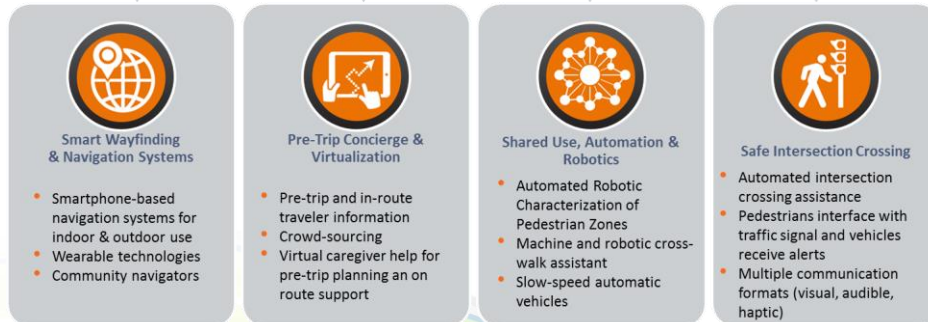 Smart Wayfinding
& Navigation Systems
• Smartphone-based
navigation systems for
indoor & outdoor use
• Wearable technologies
• Community navigators
Pre-Trip Concierge &
Virtualization
• Pre-trip and in-route
traveler information
• Crowd-sourcing
• Virtual caregiver help for
pre-trip planning an on
route support
Shared Use, Automation &
Robotics
• Automated Robotic
Characterization of
Pedestrian Zones
• Machine and robotic cross-
walk assistant
• Slow-speed automatic
vehicles
Safe Intersection Crossing
• Automated intersection
crossing assistance
• Pedestrians interface with
traffic signal and vehicles
receive alerts
• Multiple communication
formats (visual, audible,
haptic)